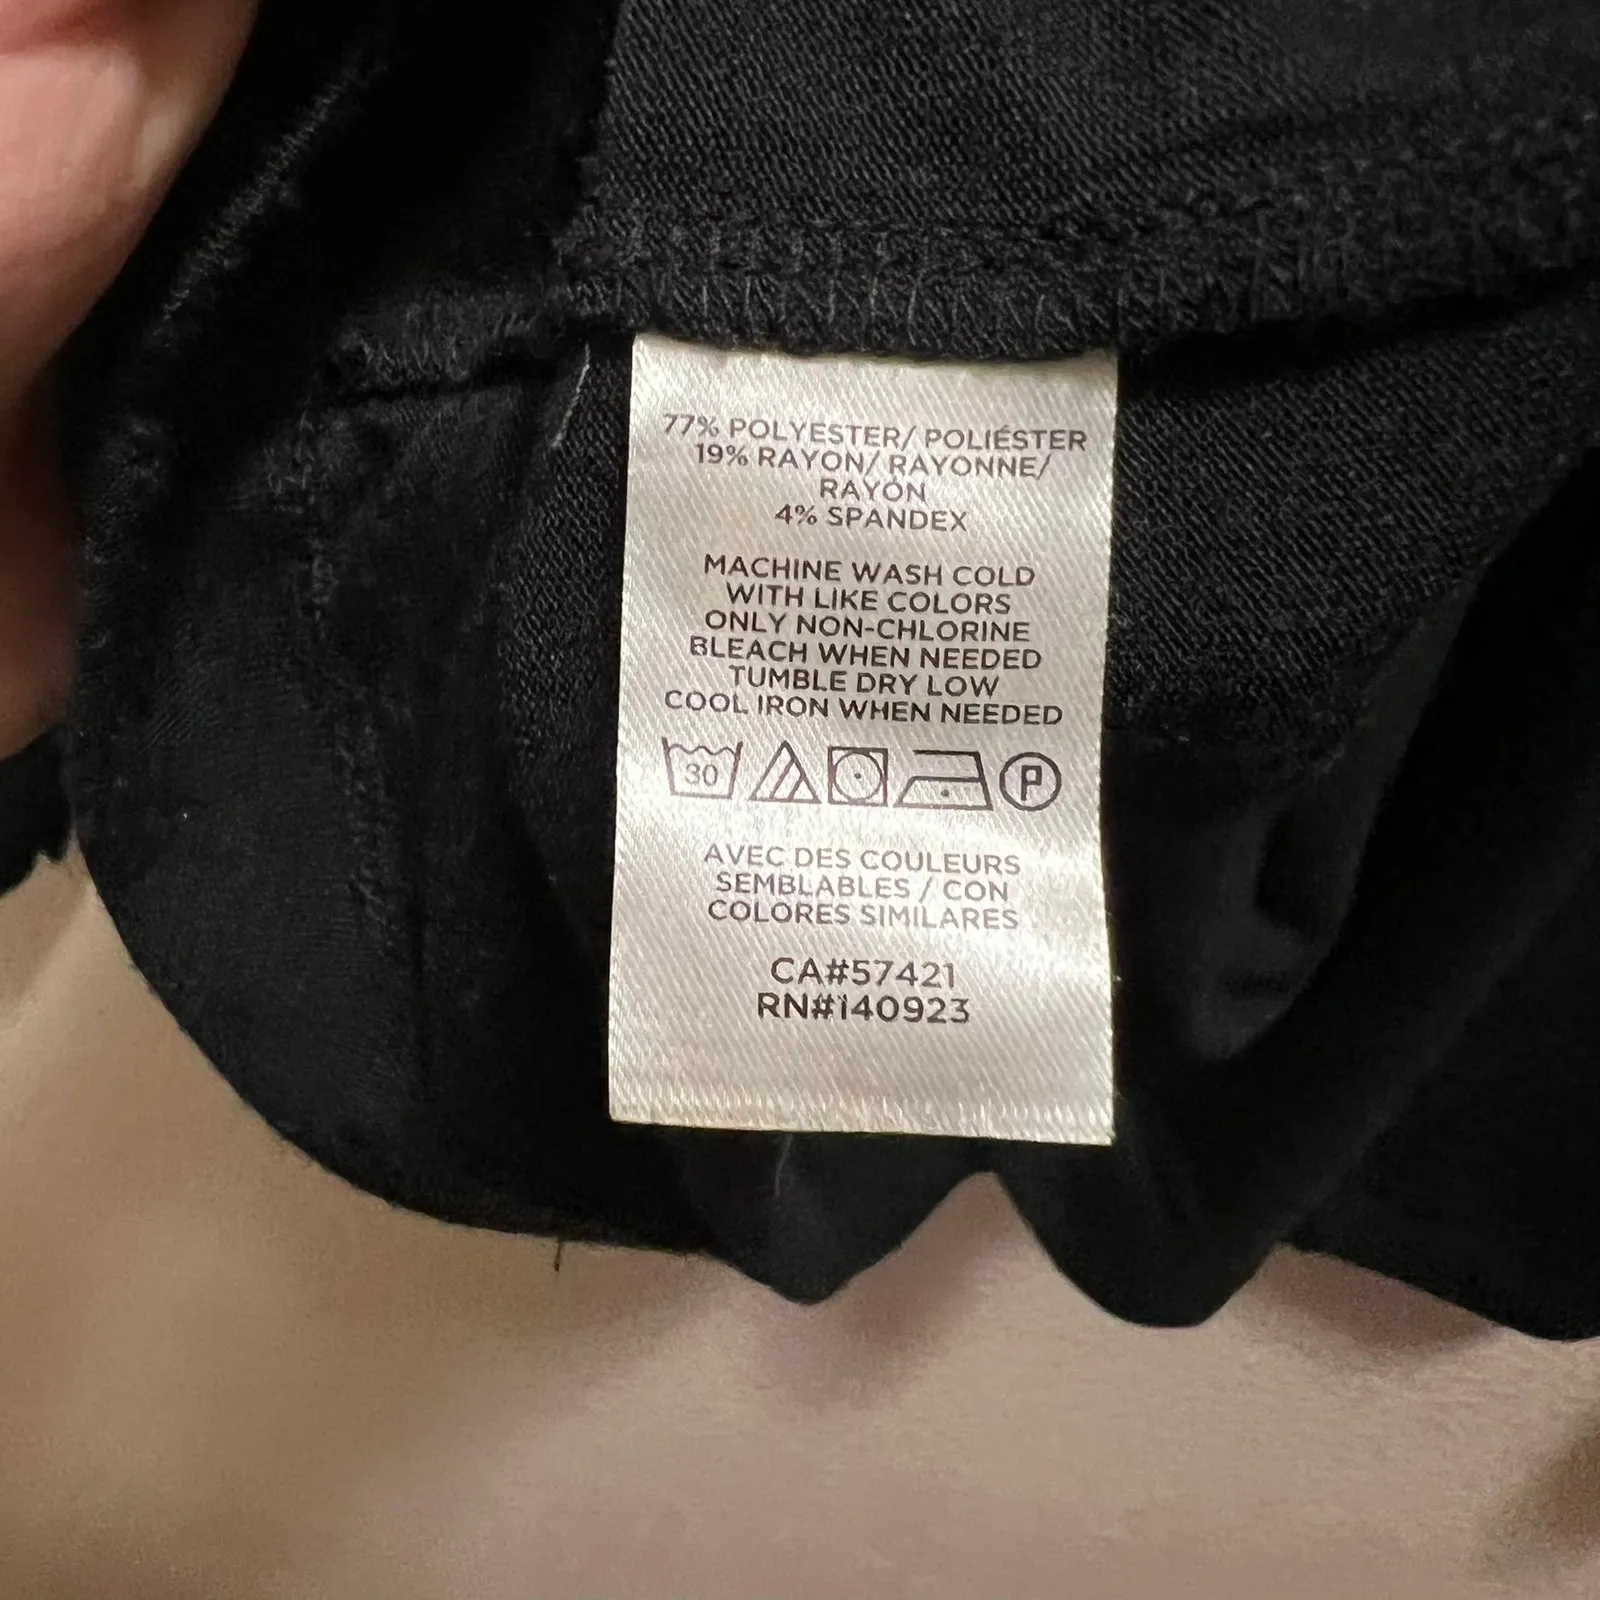 77% POLYESTER/ POLIÉSTER
19% RAYON/ RAYONNE/
RAYÓN
4% SPANDEX
MACHINE WASH COLD
WITH LIKE COLORS
ONLY NON-CHLORINE
BLEACH WHEN NEEDED
TUMBLE DRY LOW
COOL IRON WHEN NEEDED
30 P
AVEC DES COULEURS
SEMBLABLES / CON
COLORES SIMILARES
CA#57421
RN#140923